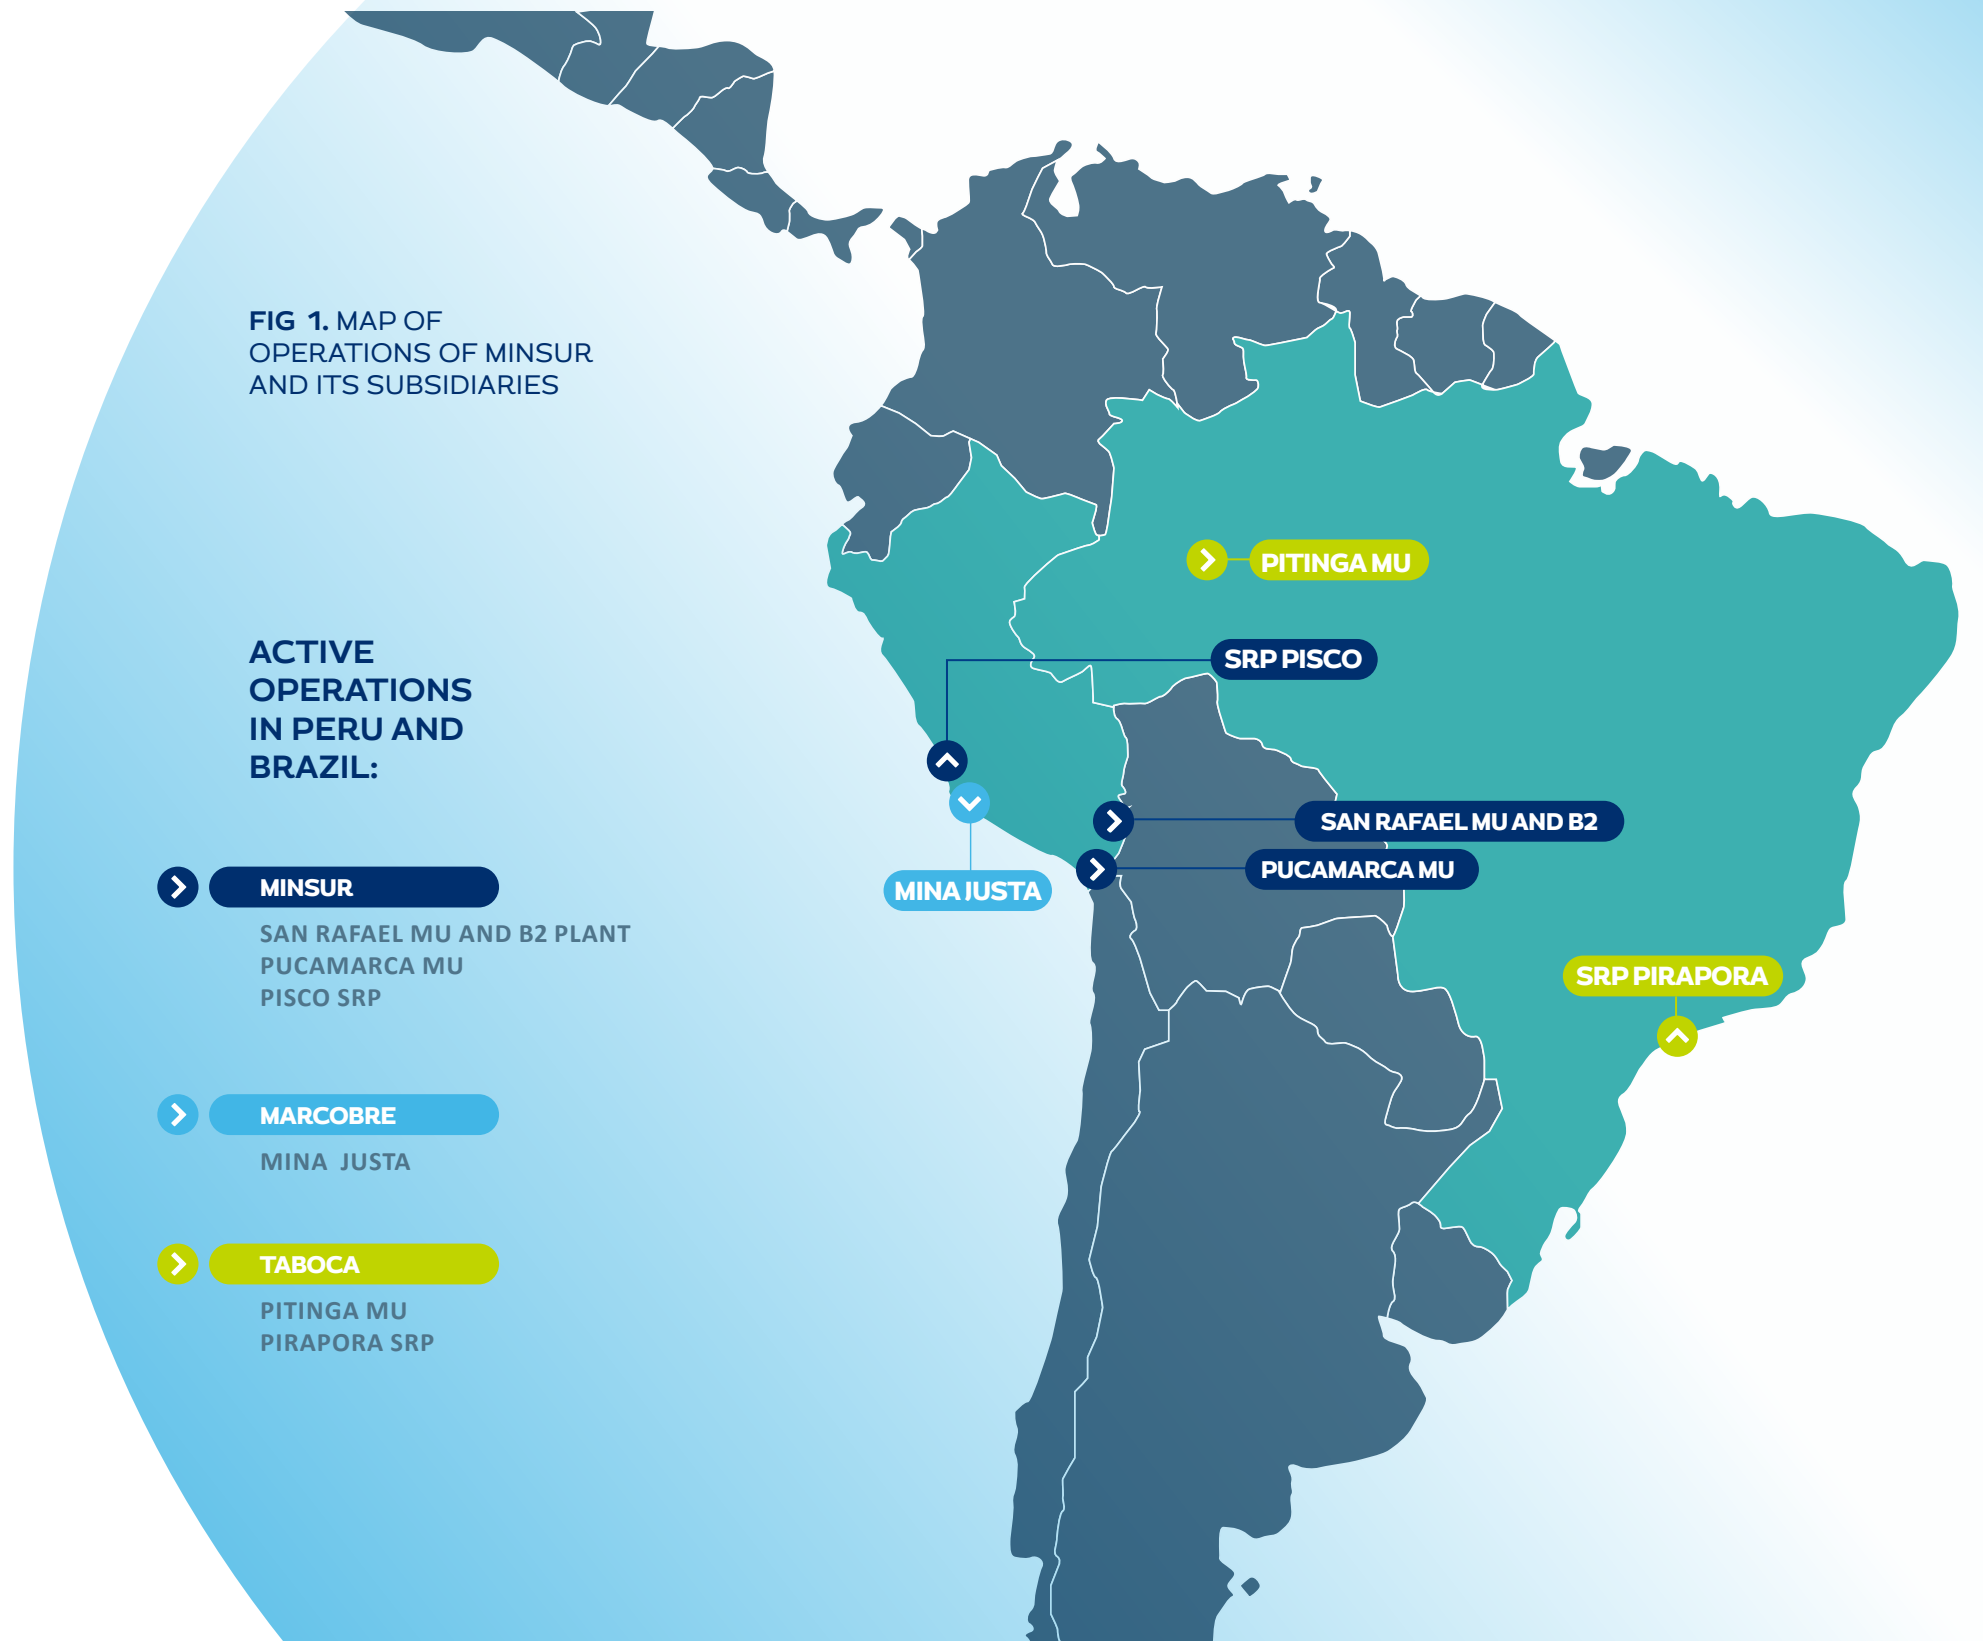 FIG 1. MAP OF
OPERATIONS OF MINSUR
AND ITS SUBSIDIARIES
ACTIVE
OPERATIONS
IN PERU AND
BRAZIL:
MINSUR
SAN RAFAEL MU AND B2 PLANT
PUCAMARCA MU
PISCO SRP
MARCOBRE
MINA JUSTA
TABOCA
PITINGA MU
PIRAPORA SRP
PITINGA MU
SRP PISCO
SAN RAFAEL MU AND B2
PUCAMARCA MU
MINA JUSTA
SRP PIRAPORA